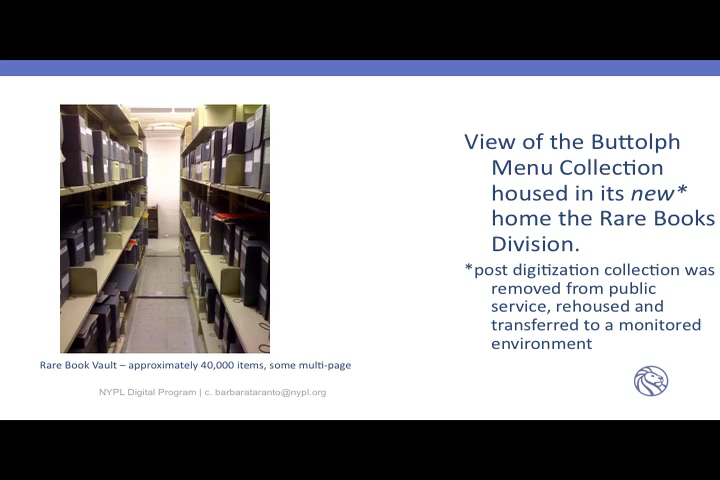 View of the Buttolph
Menu Collection
housed in its new*
home the Rare Books
Division.
*post digitization collection was
removed from public
service, rehoused and
transferred to a monitored
environment
Rare Book Vault – approximately 40,000 items, some multi-page
NYPL Digital Program | c. barbarataranto@nypl.org